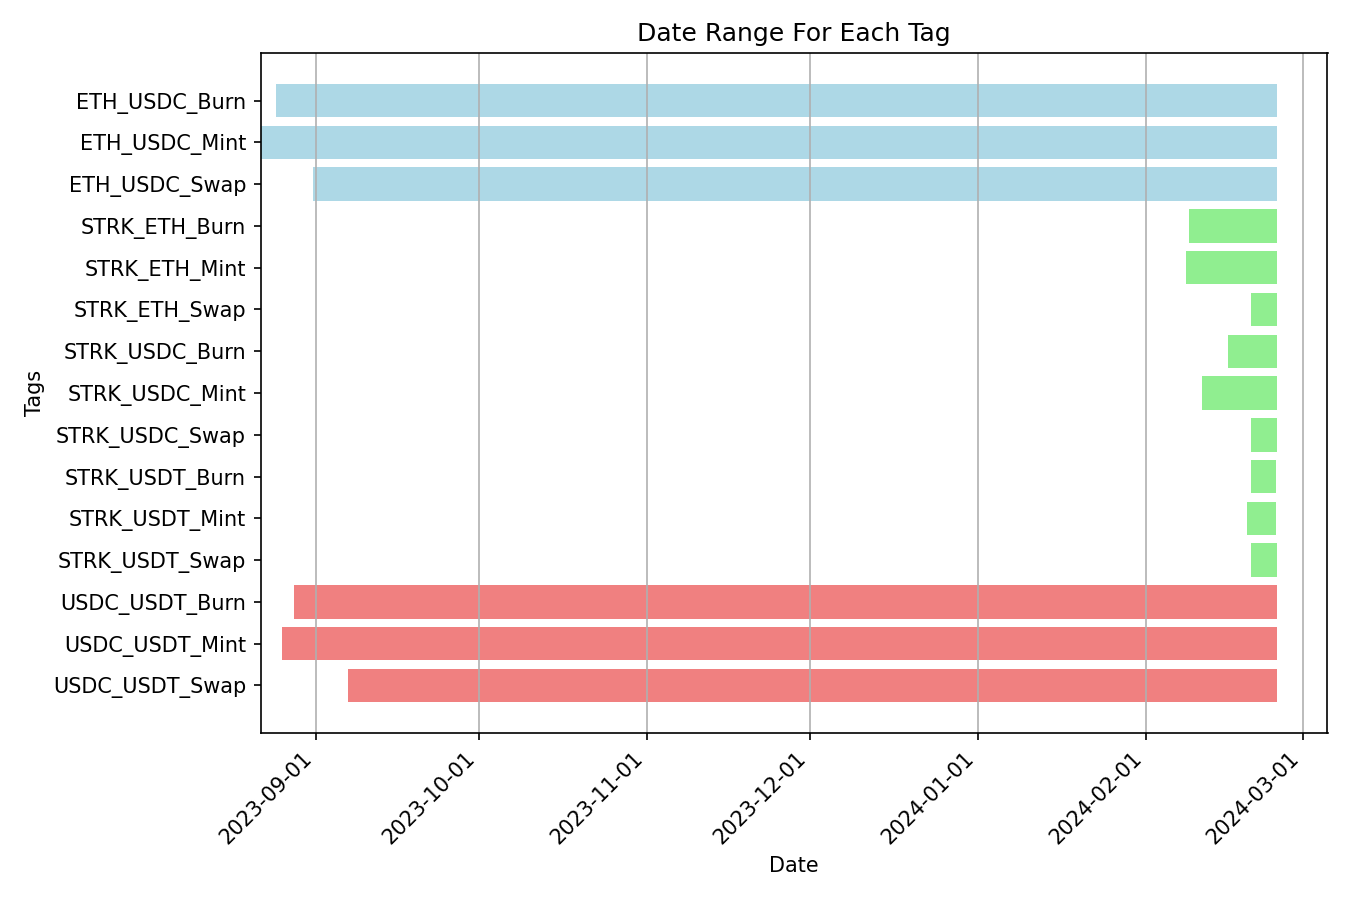 Date Range For Each Tag
ETH_USDC_Burn
ETH_USDC_Mint
ETH_USDC_Swap
STRK_ETH_Burn
STRK_ETH_Mint
STRK_ETH_Swap
STRK_USDC_Burn
STRK_USDC_Mint
STRK_USDC_Swap
STRK_USDT_Burn
STRK_USDT_Mint
STRK_USDT_Swap
USDC_USDT_Burn
USDC_USDT_Mint
USDC_USDT_Swap
Tags
2023-09-01
2023-10-01
2023-11-01
2023-12-01
2024-01-01
2024-02-01
2024-03-01
Date